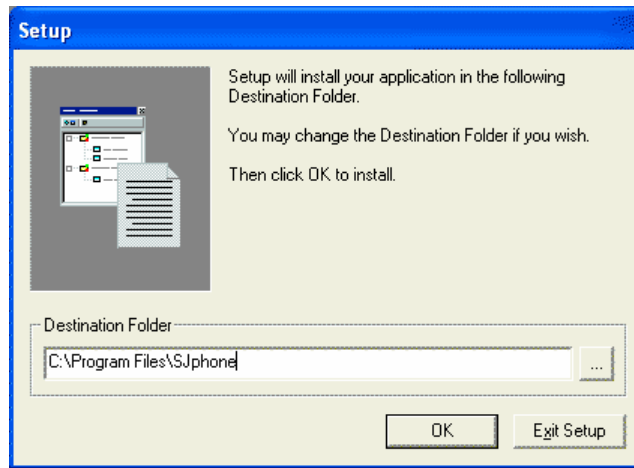 Setup
Setup will install your application in the following
Destination Folder.
You may change the Destination Folder if you wish.
Then click OK to install.
Destination Folder
C:\Program Files\SJphone
...
OK
Exit Setup